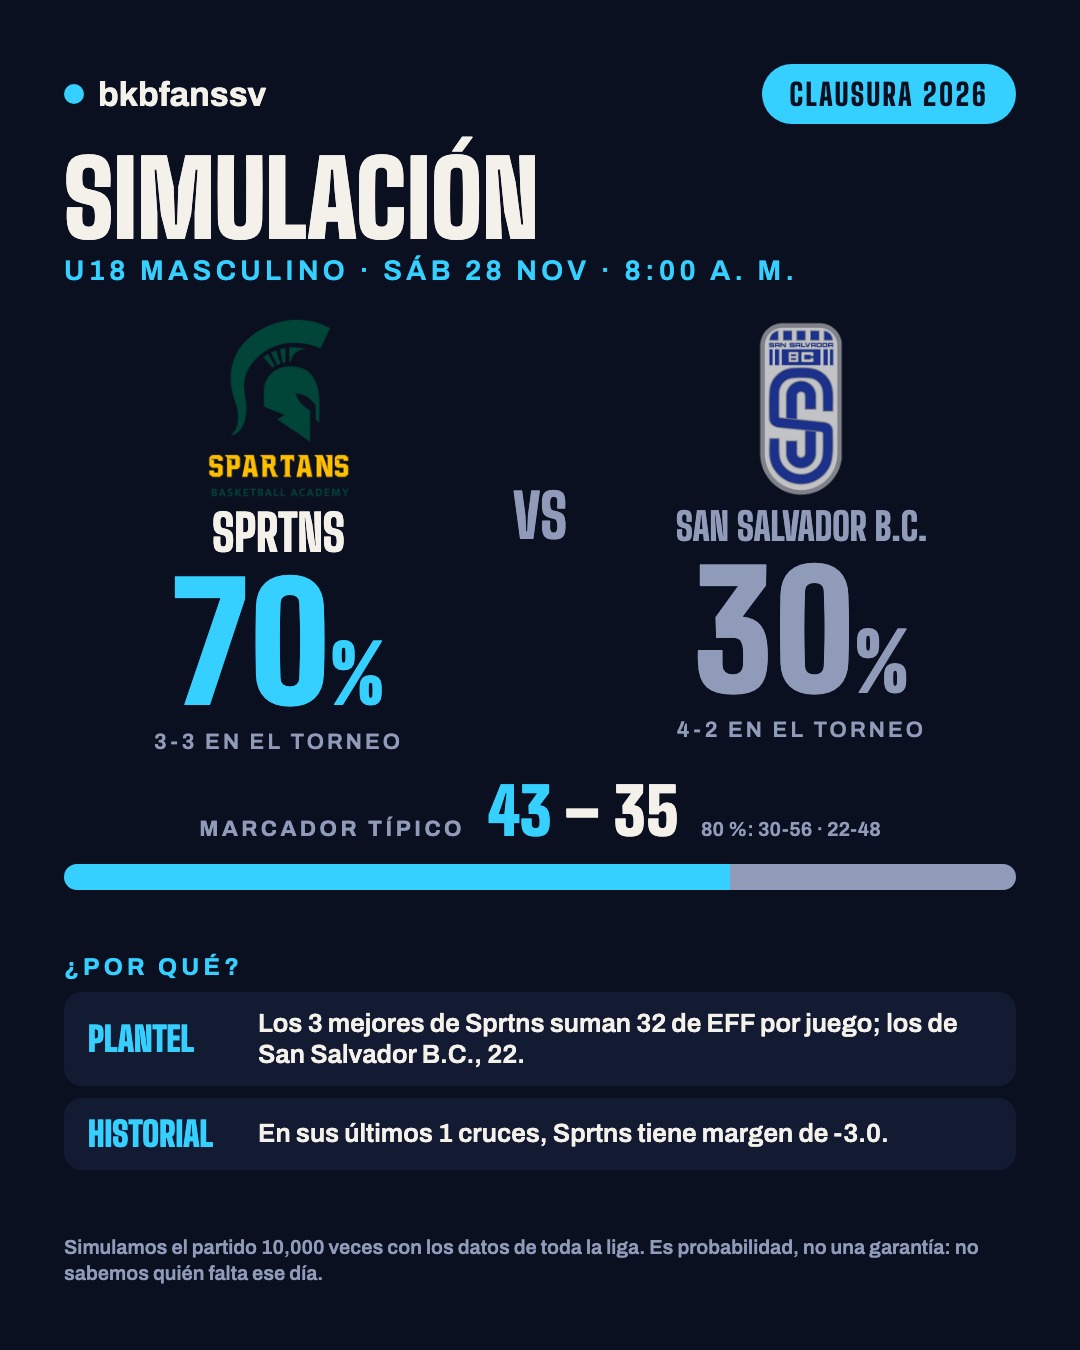 bkbfanssv
CLAUSURA 2026
SIMULACIÓN
U18 MASCULINO · SÁB 28 NOV · 8:00 A. M.
SPARTANS
BASKETBALL ACADEMY
SPRTNS
70%
3-3 EN EL TORNEO
VS
SAN SALVADOR
BC
SAN SALVADOR B.C.
30%
4-2 EN EL TORNEO
MARCADOR TÍPICO 43 – 35 80 %: 30-56 · 22-48
¿POR QUÉ?
PLANTEL
Los 3 mejores de Sprtns suman 32 de EFF por juego; los de
San Salvador B.C., 22.
HISTORIAL
En sus últimos 1 cruces, Sprtns tiene margen de -3.0.
Simulamos el partido 10,000 veces con los datos de toda la liga. Es probabilidad, no una garantía: no
sabemos quién falta ese día.